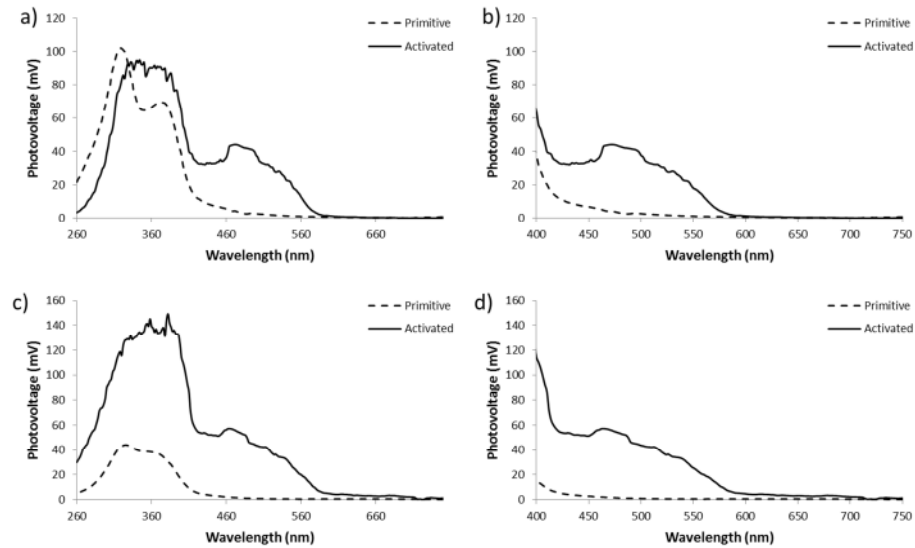 a)
Photovoltage (mV)
120
100
80
60
40
20
0
260
360
460
560
660
Wavelength (nm)
Primitive
Activated
b)
Photovoltage (mV)
120
100
80
60
40
20
0
400
450
500
550
600
650
700
750
Wavelength (nm)
Primitive
Activated
c)
Photovoltage (mV)
160
140
120
100
80
60
40
20
0
260
360
460
560
660
Wavelength (nm)
Primitive
Activated
d)
Photovoltage (mV)
160
140
120
100
80
60
40
20
0
400
450
500
550
600
650
700
750
Wavelength (nm)
Primitive
Activated